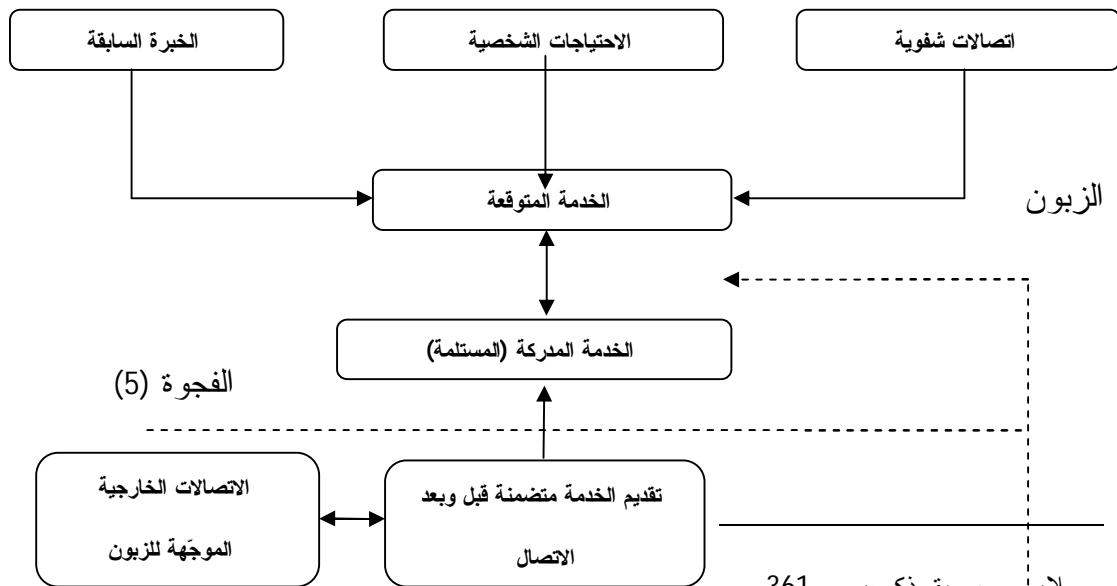 اتصالات شفوية
الاحتياجات الشخصية
الخبرة السابقة
الزبون
الخدمة المتوقعة
الخدمة المدركة (المستلمة)
الفجوة (5)
تقديم الخدمة متضمنة قبل وبعد
الاتصال
الاتصالات الخارجية
الموجّهة للزبون
261